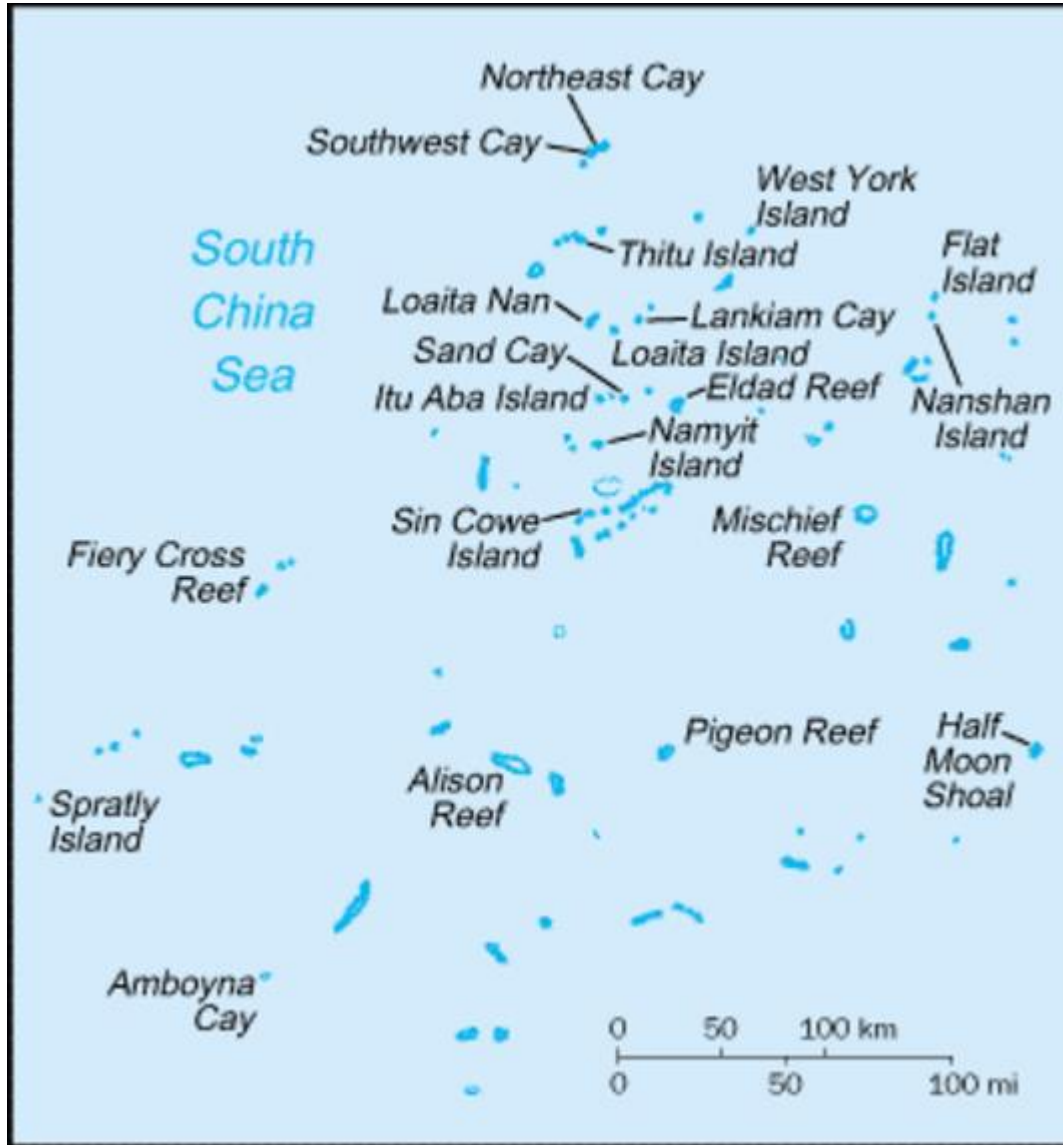 Northeast Cay
Southwest Cay
West York
Island
South
China
Sea
Thitu Island
Flat
Island
Loaita Nan
Lankiam Cay
Sand Cay
Loaita Island
Itu Aba Island
Eldad Reef
Nanshan
Island
Namyit
Island
Sin Cowe
Island
Mischief
Reef
Fiery Cross
Reef
Pigeon Reef
Half
Moon
Shoal
Alison
Reef
Spratly
Island
Amboyna
Cay
0 50 100 km
0 50 100 mi